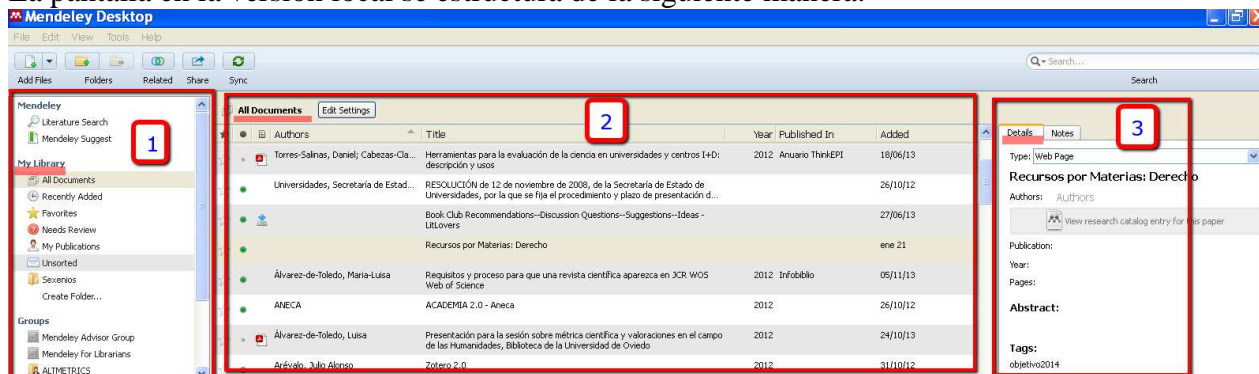 La pantalla en la versión local se estructura de la siguiente manera:
Mendeley Desktop
File Edit View Tools Help
Add Files Folders Related Share Sync
Search...
Search
Mendeley
Literature Search
Mendeley Suggest
1
My Library
All Documents
Recently Added
Favorites
Needs Review
My Publications
Unsorted
Sexenios
Create Folder...
Groups
Mendeley Advisor Group
Mendeley for Librarians
ALTMETRICS
All Documents Edit Settings
2
Authors Title Year Published In Added
Torres-Salinas, Daniel; Cabezas-Cla... Herramientas para la evaluación de la ciencia en universidades y centros I+D: 2012 Anuario ThinkEPI 18/06/13
descripción y usos
Universidades, Secretaría de Estad... RESOLUCIÓN de 12 de noviembre de 2008, de la Secretaría de Estado de 26/10/12
Universidades, por la que se fija el procedimiento y plazo de presentación d...
Book Club Recommendations--Discussion Questions--Suggestions--Ideas - 27/06/13
LitLovers
Recursos por Materias: Derecho ene 21
Álvarez-de-Toledo, Maria-Luisa Requisitos y proceso para que una revista científica aparezca en JCR WOS 2012 Infobiblio 05/11/13
Web of Science
ANECA ACADEMIA 2.0 - Aneca 2012 26/10/12
Álvarez-de-Toledo, Luisa Presentación para la sesión sobre métrica científica y valoraciones en el campo 2012 24/10/13
de las Humanidades, Biblioteca de la Universidad de Oviedo
Arévalo, Julio Alonso Zotero 2.0 2012 31/10/12
Details Notes
3
Type: Web Page
Recursos por Materias: Derecho
Authors: Authors
View research catalog entry for this paper
Publication:
Year:
Pages:
Abstract:
Tags:
objetivo2014